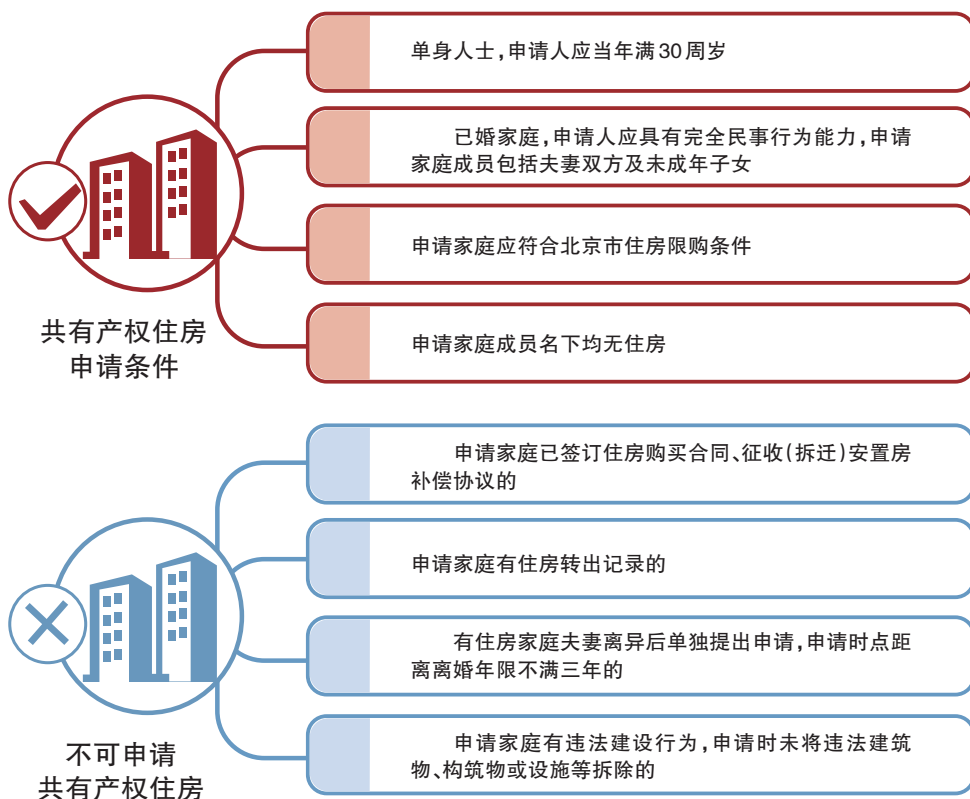 单身人士,申请人应当年满30周岁
已婚家庭,申请人应具有完全民事行为能力,申请
家庭成员包括夫妻双方及未成年子女
申请家庭应符合北京市住房限购条件
申请家庭成员名下均无住房
共有产权住房
申请条件
申请家庭已签订住房购买合同、征收(拆迁)安置房
补偿协议的
申请家庭有住房转出记录的
有住房家庭夫妻离异后单独提出申请,申请时点距
离离婚年限不满三年的
申请家庭有违法建设行为,申请时未将违法建筑
物、构筑物或设施等拆除的
不可申请
共有产权住房